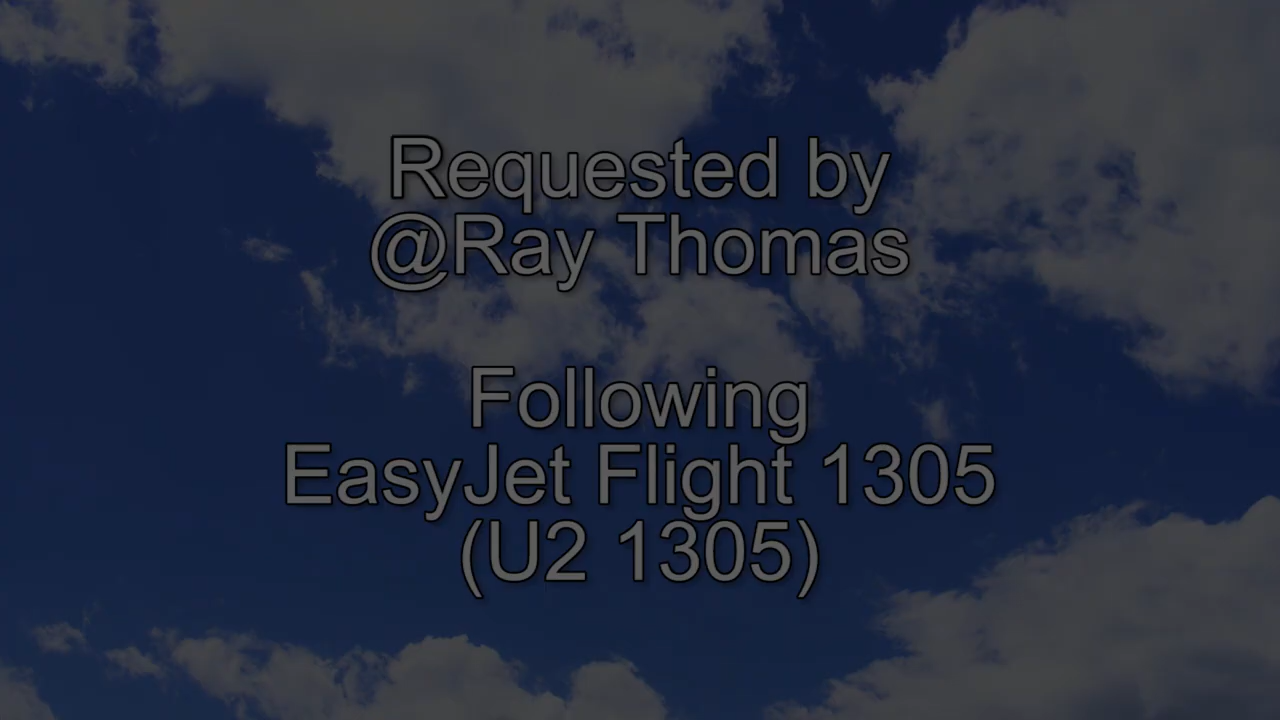 Requested by
@Ray Thomas
Following
EasyJet Flight 1305
(U2 1305)